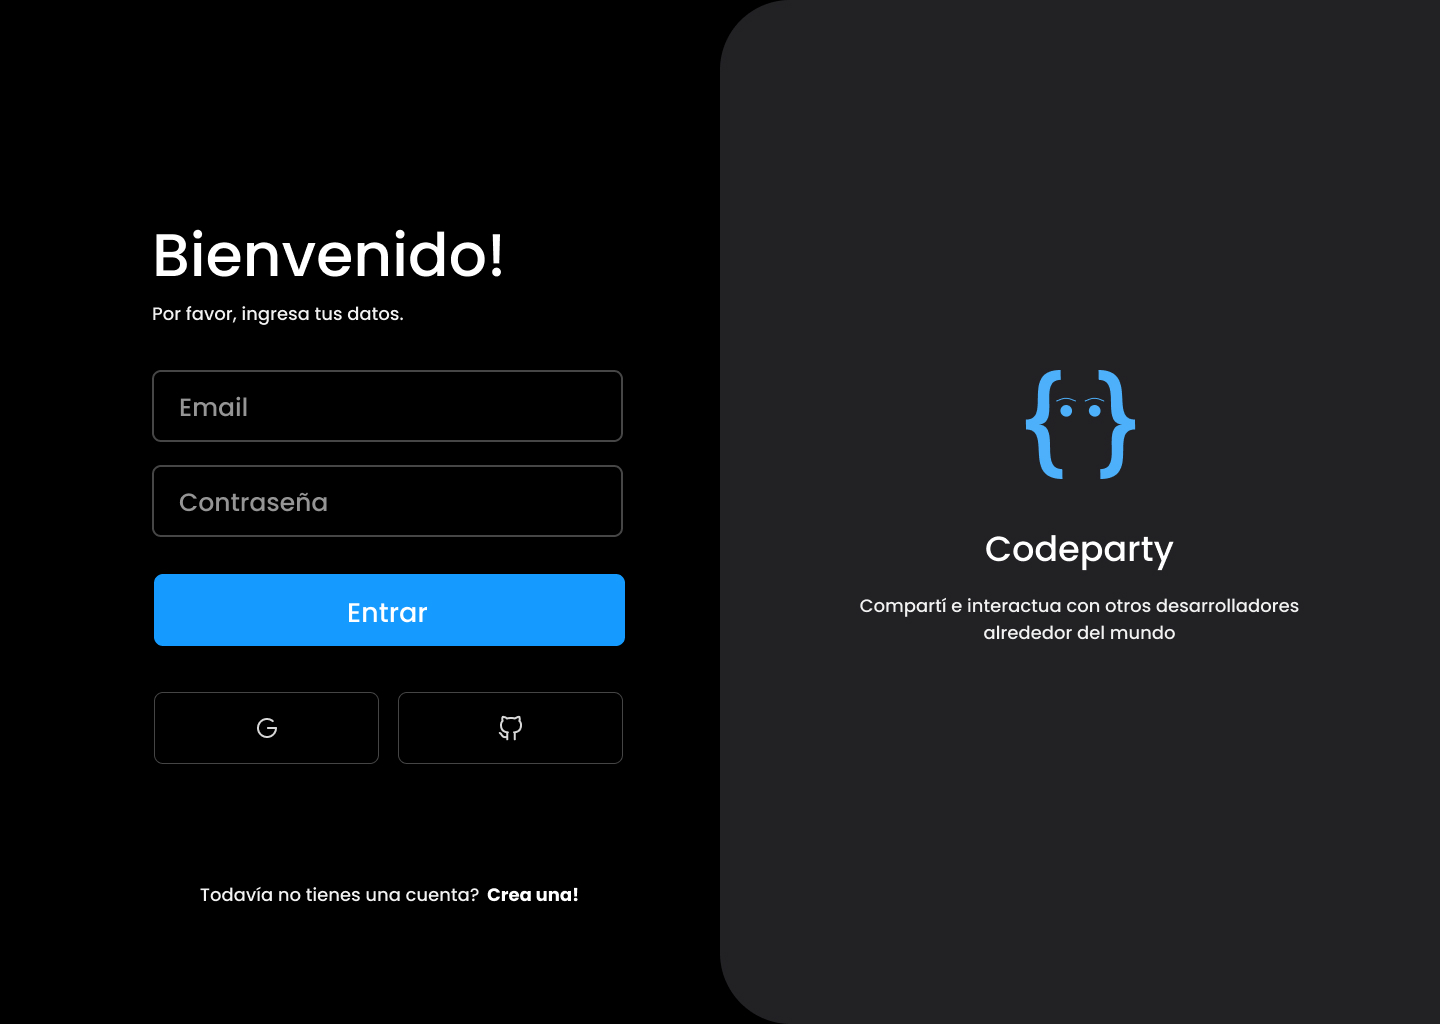 Bienvenido!
Por favor, ingresa tus datos.
Email
Contraseña
Entrar
Todavía no tienes una cuenta? Crea una!
{ }
Codeparty
Compartí e interactua con otros desarrolladores
alrededor del mundo